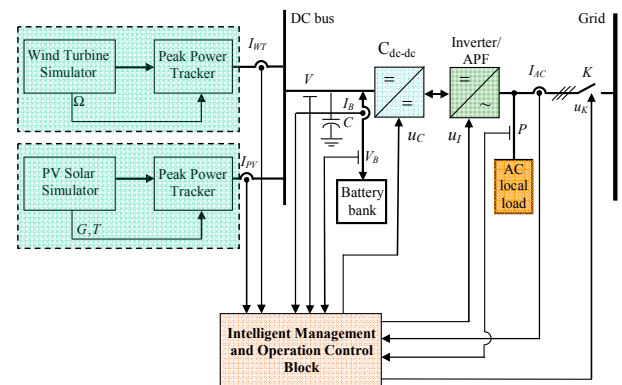 DC bus
Grid
Wind Turbine
Simulator
Peak Power
Tracker
Ω
I_WT
V
I_B
C
V_B
C_dc-dc
=
=
Inverter/
APF
=
~
I_AC
K
u_K
u_C
u_I
P
PV Solar
Simulator
Peak Power
Tracker
G, T
I_PV
Battery
bank
AC
local
load
Intelligent Management
and Operation Control
Block